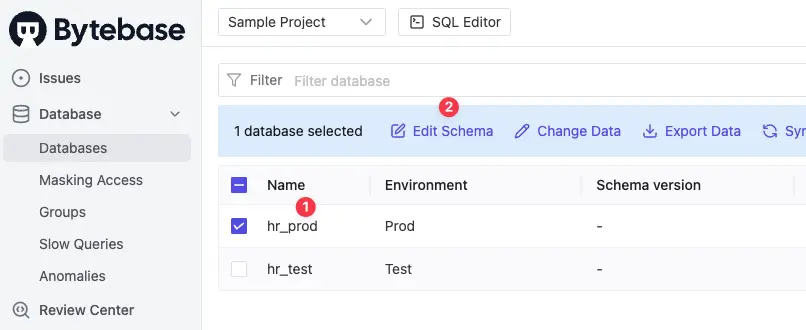 Bytebase
Sample Project
SQL Editor
Issues
Database
Databases
Masking Access
Groups
Slow Queries
Anomalies
Review Center
Filter Filter database
2
1 database selected Edit Schema Change Data Export Data
Name Environment Schema version
1
hr_prod Prod -
hr_test Test -